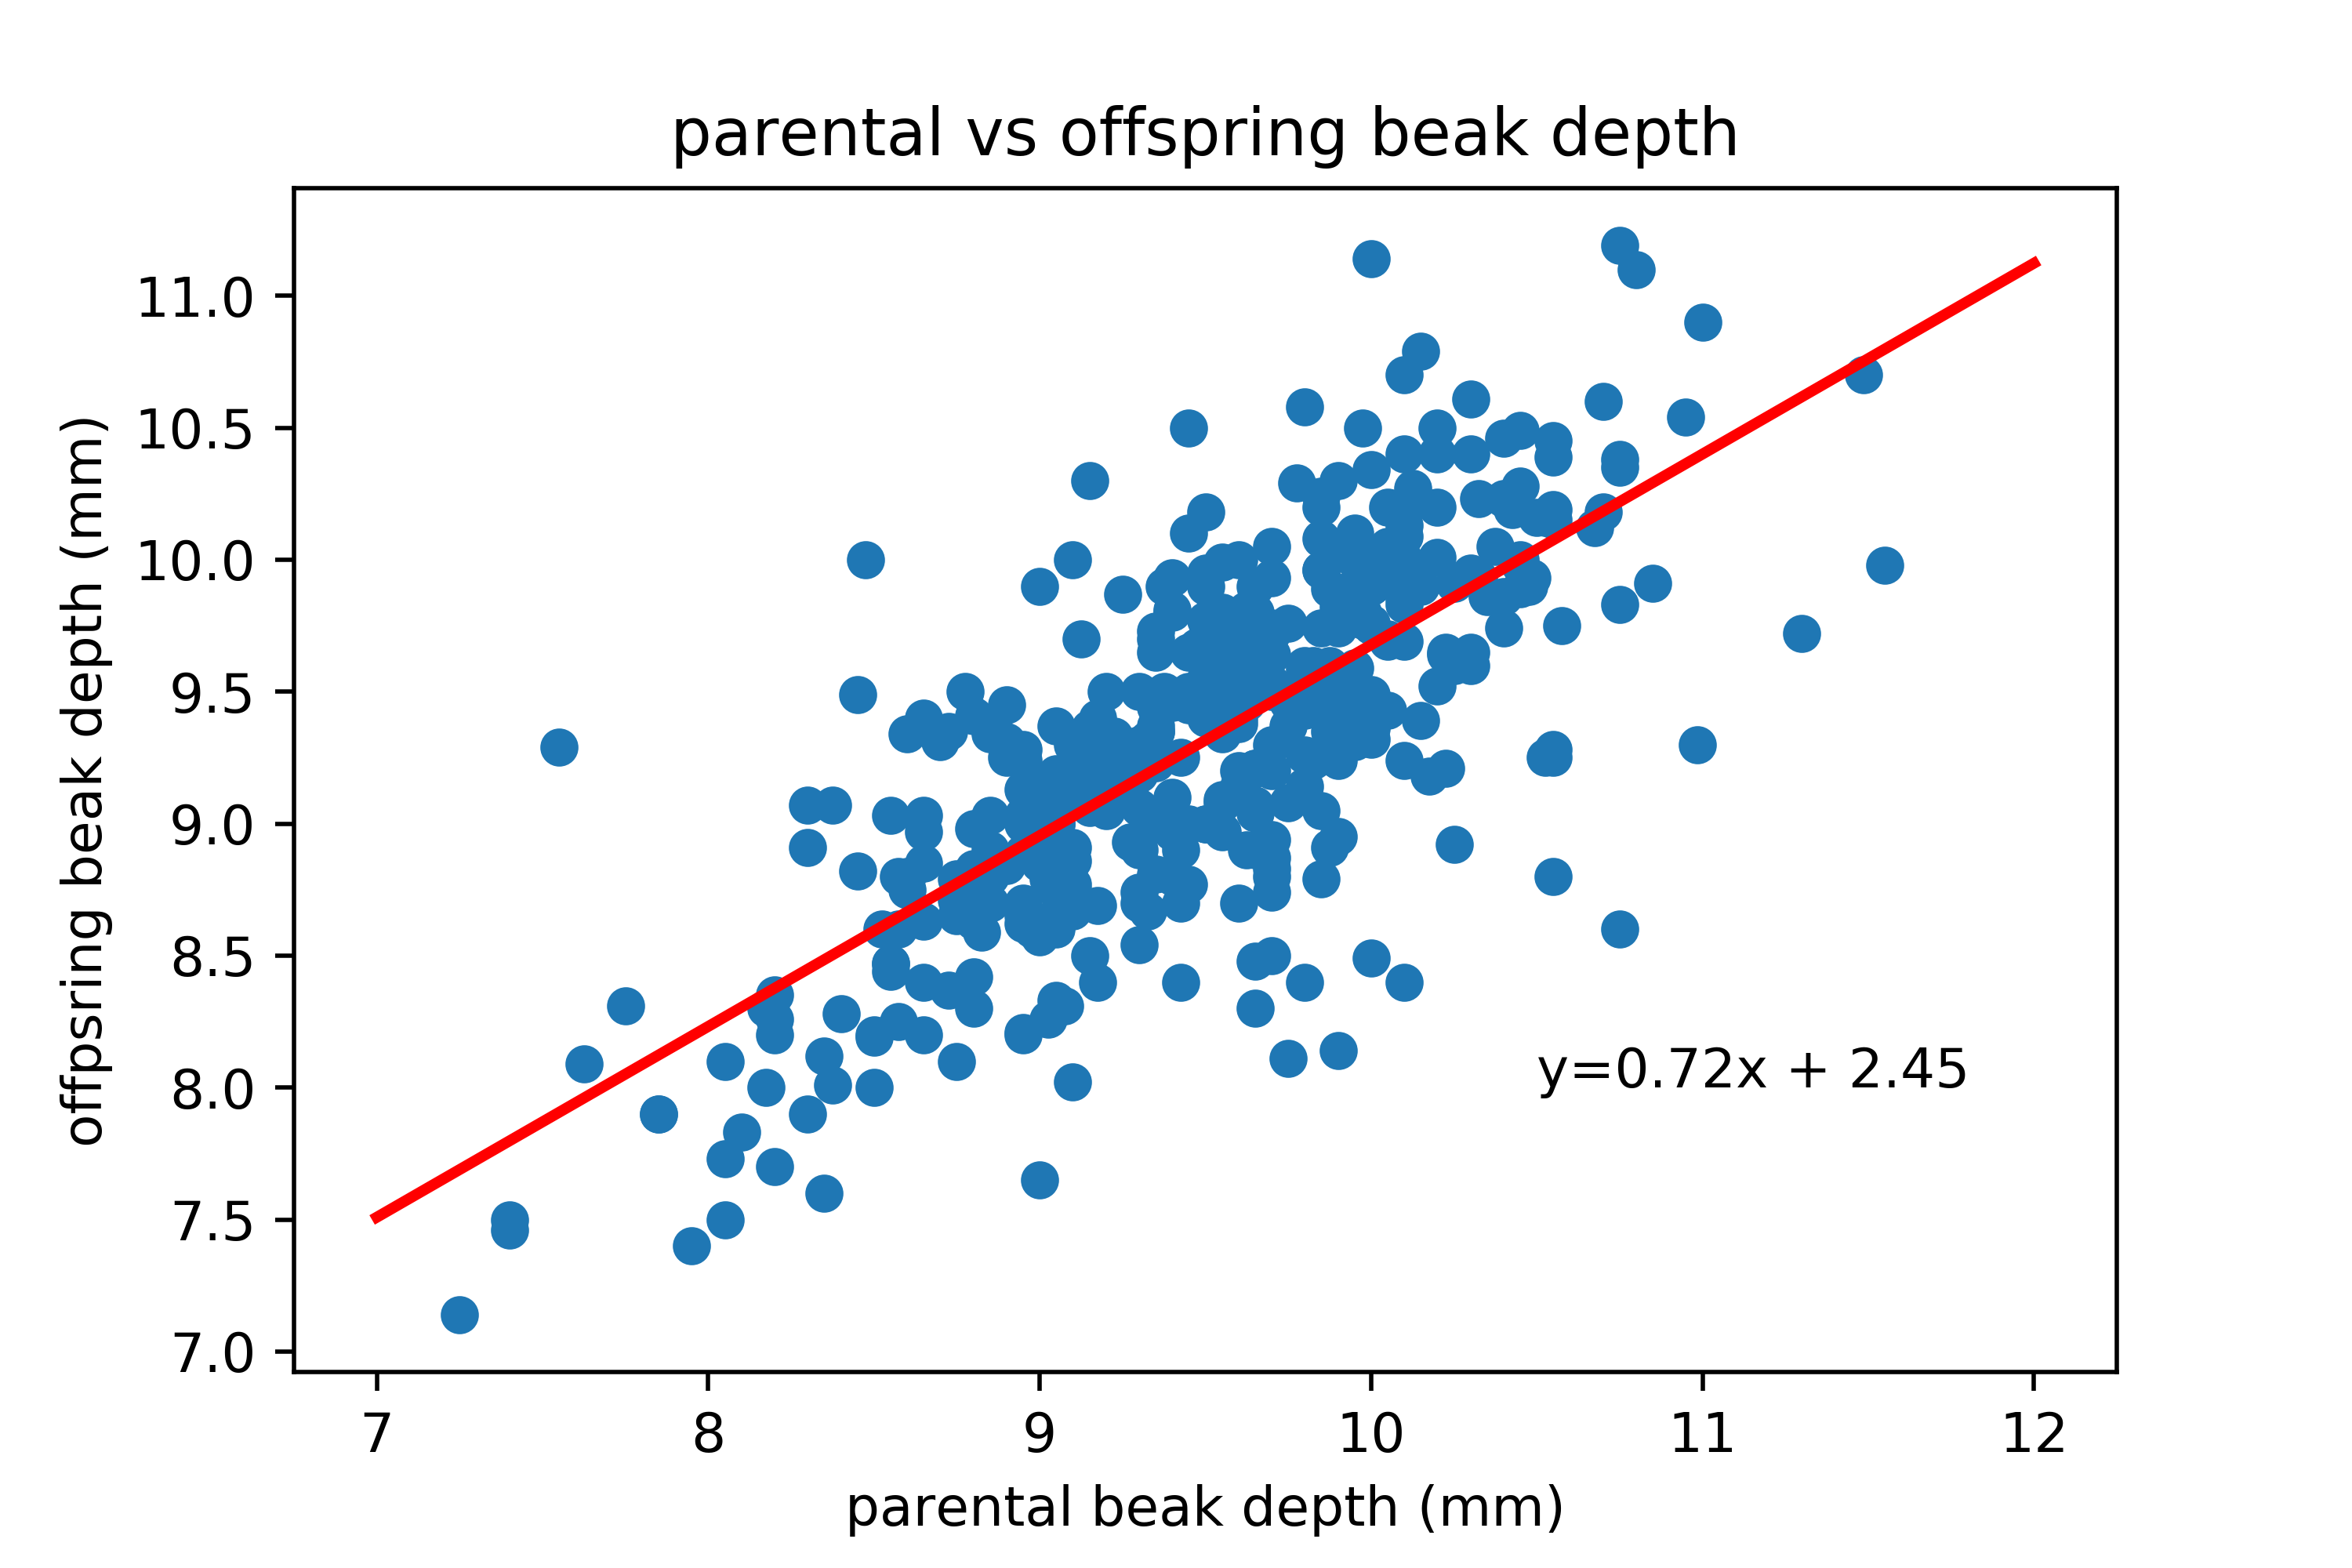 parental vs offspring beak depth
11.0
10.5
10.0
9.5
9.0
8.5
8.0
7.5
7.0
offpsring beak depth (mm)
y=0.72x + 2.45
7 8 9 10 11 12
parental beak depth (mm)